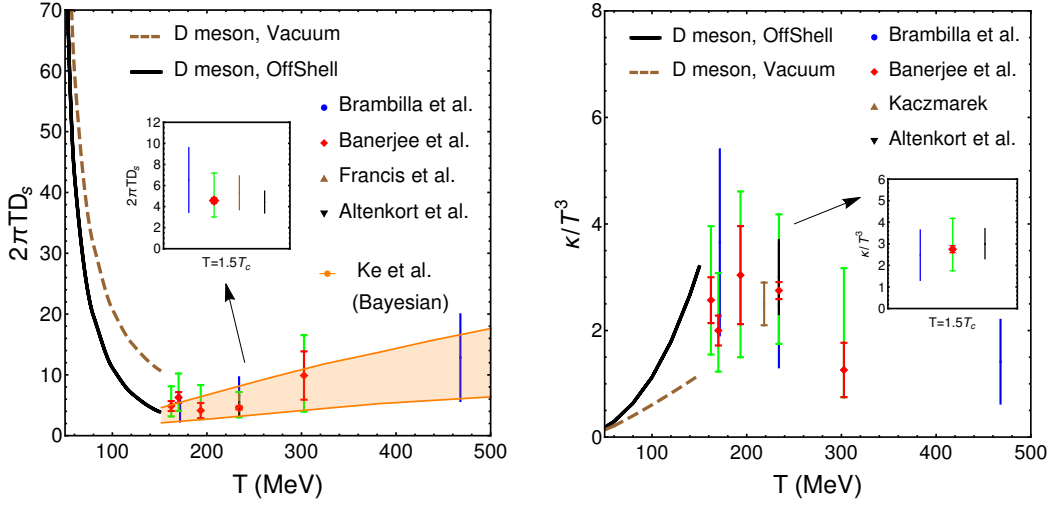 70
60
50
40
30
20
10
0
2πTD_s
D meson, Vacuum
D meson, OffShell
Brambilla et al.
Banerjee et al.
Francis et al.
Altenkort et al.
Ke et al.
(Bayesian)
12
10
8
6
4
2
0
2πTD_s
T=1.5T_c
100 200 300 400 500
T (MeV)
8
6
4
2
0
κ/T³
D meson, OffShell
D meson, Vacuum
Brambilla et al.
Banerjee et al.
Kaczmarek
Altenkort et al.
6
5
4
3
2
1
0
κ/T³
T=1.5T_c
100 200 300 400 500
T (MeV)